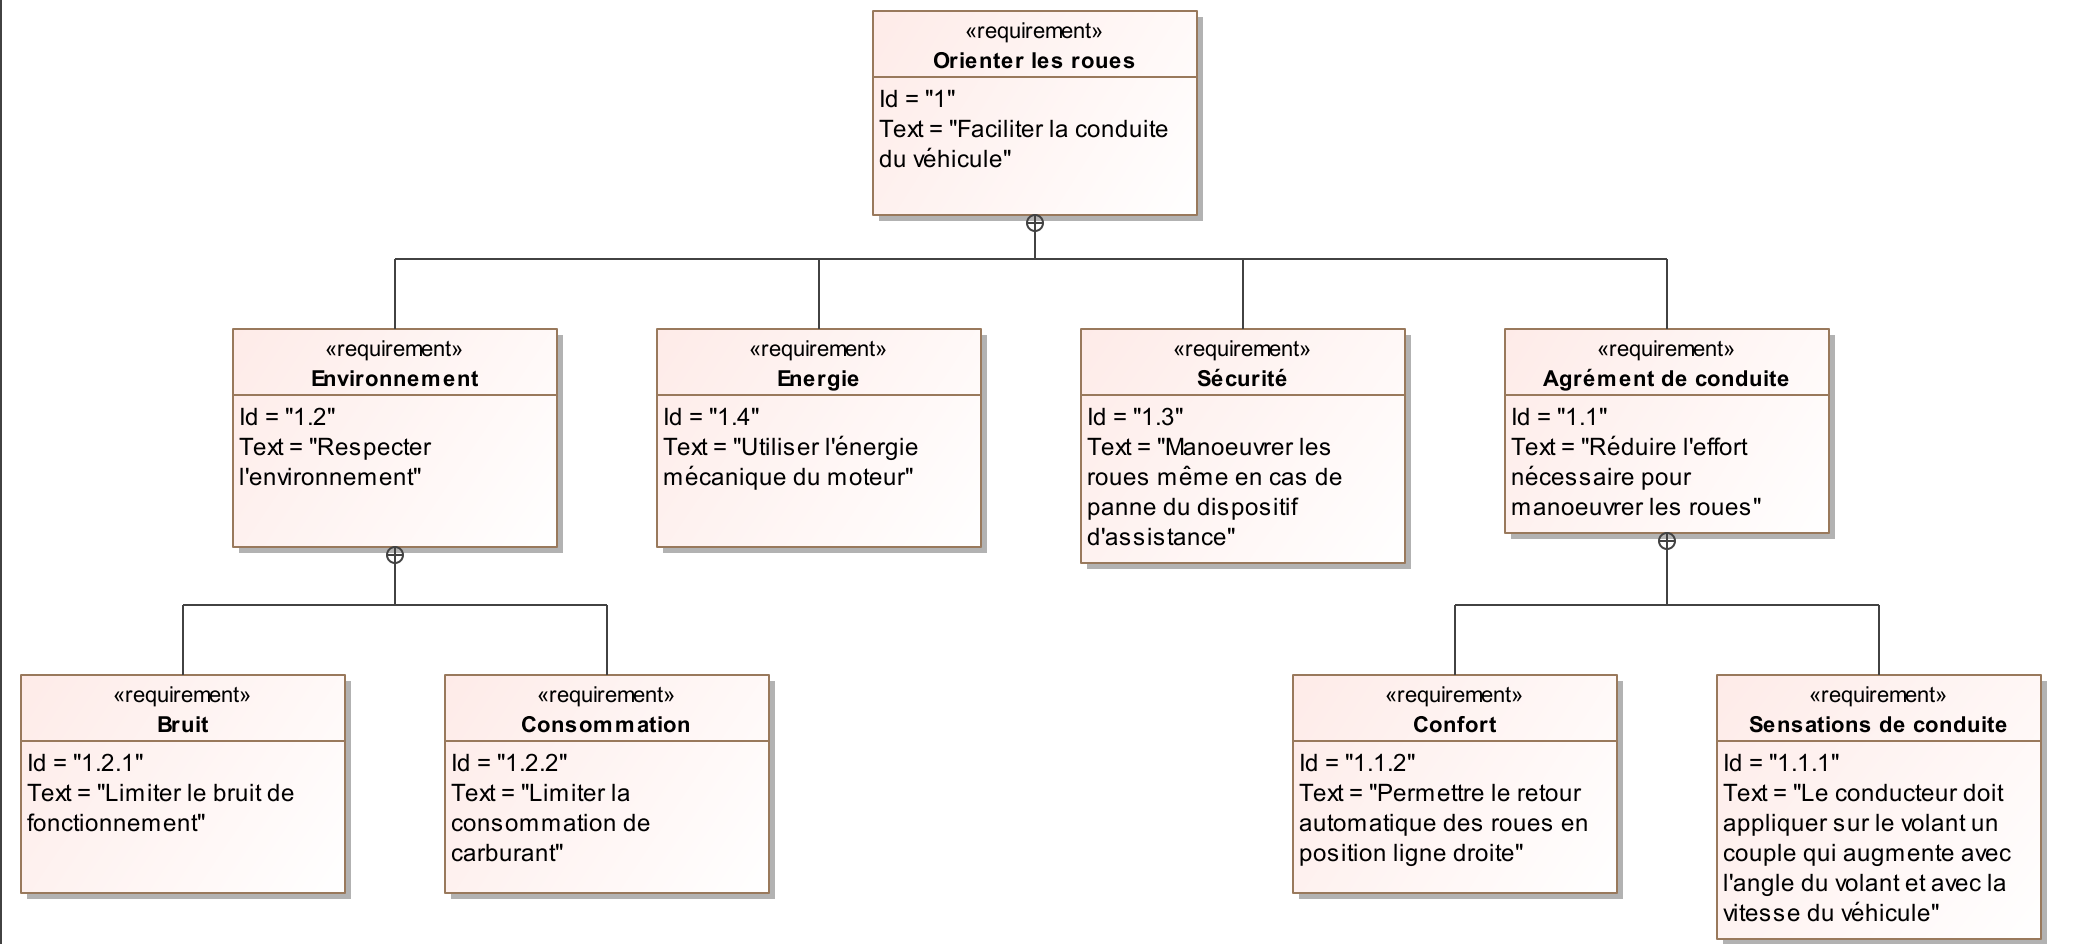 «requirement»
Orienter les roues
Id = "1"
Text = "Faciliter la conduite
du véhicule"
«requirement»
Environnement
Id = "1.2"
Text = "Respecter
l'environnement"
«requirement»
Energie
Id = "1.4"
Text = "Utiliser l'énergie
mécanique du moteur"
«requirement»
Sécurité
Id = "1.3"
Text = "Manoeuvrer les
roues même en cas de
panne du dispositif
d'assistance"
«requirement»
Agrément de conduite
Id = "1.1"
Text = "Réduire l'effort
nécessaire pour
manoeuvrer les roues"
«requirement»
Bruit
Id = "1.2.1"
Text = "Limiter le bruit de
fonctionnement"
«requirement»
Consommation
Id = "1.2.2"
Text = "Limiter la
consommation de
carburant"
«requirement»
Confort
Id = "1.1.2"
Text = "Permettre le retour
automatique des roues en
position ligne droite"
«requirement»
Sensations de conduite
Id = "1.1.1"
Text = "Le conducteur doit
appliquer sur le volant un
couple qui augmente avec
l'angle du volant et avec la
vitesse du véhicule"